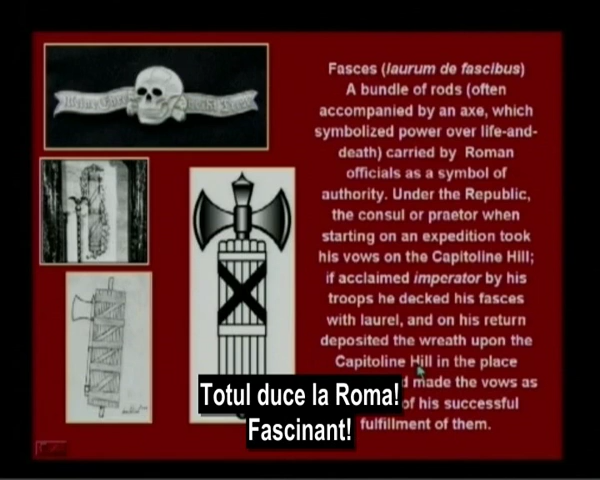 Fasces (laurum de fascibus)
A bundle of rods (often
accompanied by an axe, which
symbolized power over life-and-
death) carried by Roman
officials as a symbol of
authority. Under the Republic,
the consul or praetor when
starting on an expedition took
his vows on the Capitoline Hill;
if acclaimed imperator by his
troops he decked his fasces
with laurel, and on his return
deposited the wreath upon the
Capitoline Hill in the place
made the vows as
of his successful
fulfillment of them.
Totul duce la Roma!
Fascinant!